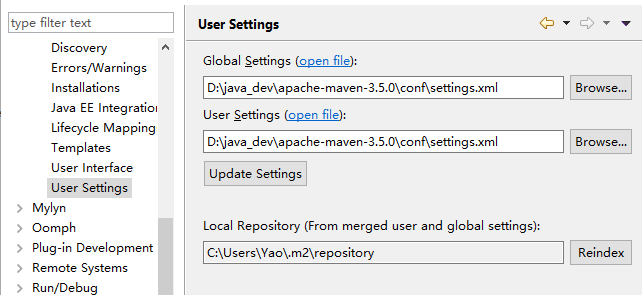 type filter text
Discovery
Errors/Warnings
Installations
Java EE Integration
Lifecycle Mapping
Templates
User Interface
User Settings
Mylyn
Oomph
Plug-in Development
Remote Systems
Run/Debug
User Settings
Global Settings (open file):
D:\java_dev\apache-maven-3.5.0\conf\settings.xml
Browse...
User Settings (open file):
D:\java_dev\apache-maven-3.5.0\conf\settings.xml
Browse...
Update Settings
Local Repository (From merged user and global settings):
C:\Users\Yao\.m2\repository
Reindex